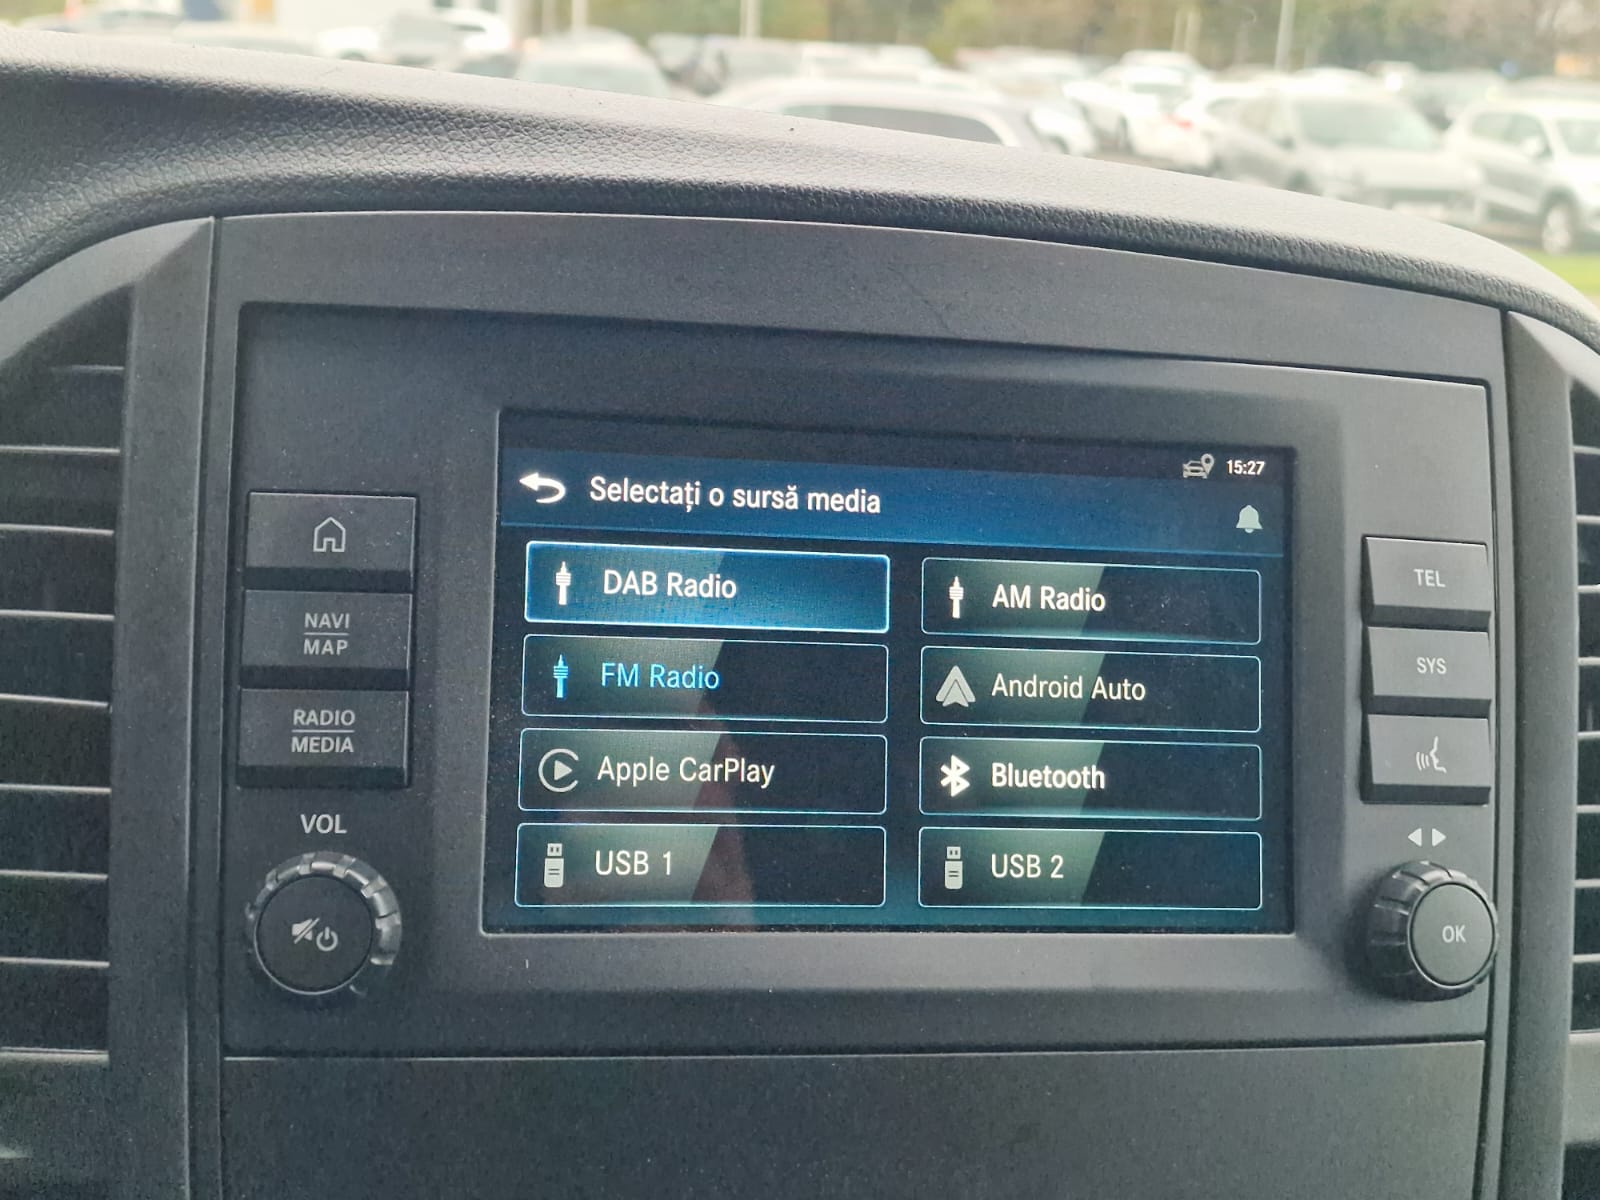 15:27
Selectați o sursă media
DAB Radio
AM Radio
FM Radio
Android Auto
Apple CarPlay
Bluetooth
USB 1
USB 2
NAVI
MAP
RADIO
MEDIA
VOL
TEL
SYS
OK